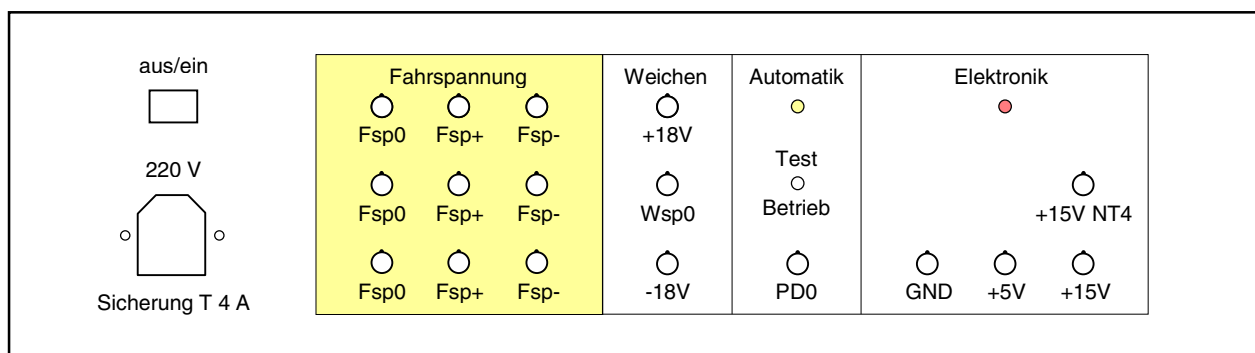 aus/ein
220 V
Sicherung T 4 A
Fahrspannung
Fsp0 Fsp+ Fsp-
Fsp0 Fsp+ Fsp-
Fsp0 Fsp+ Fsp-
Weichen
+18V
Wsp0
-18V
Automatik
Test
Betrieb
PD0
Elektronik
+15V NT4
GND +5V +15V